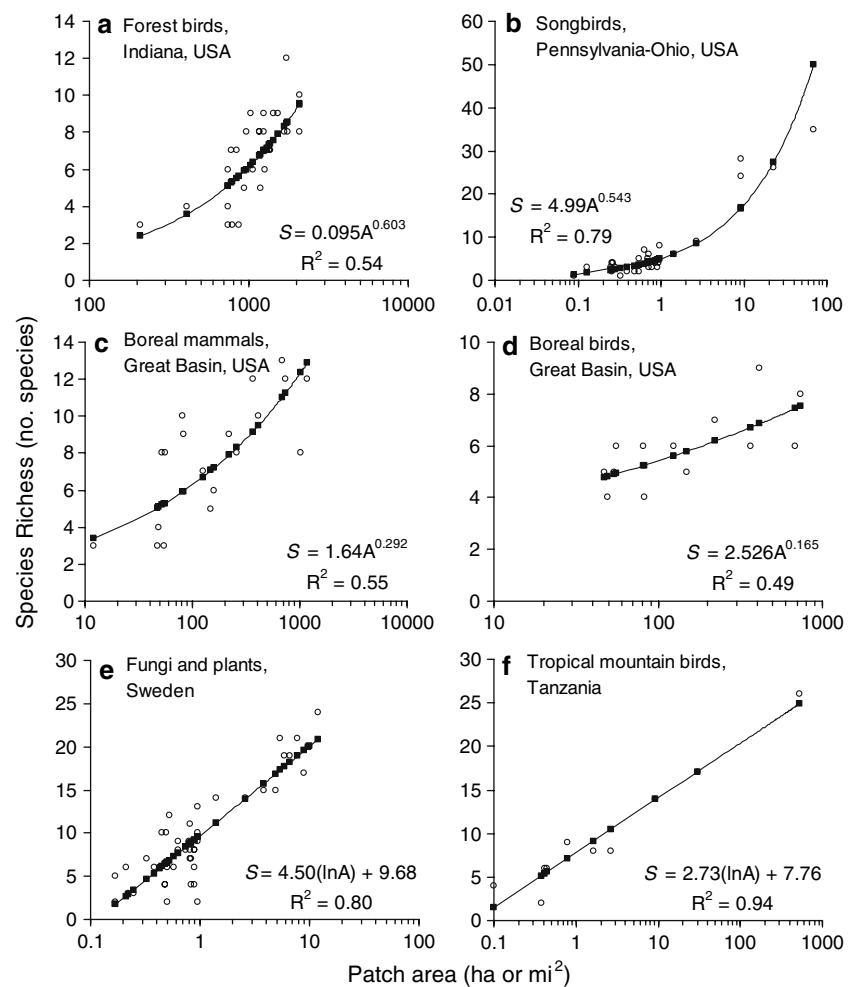 a Forest birds,
Indiana, USA
14
12
10
8
6
4
2
0
S = 0.095A^0.603
R^2 = 0.54
100 1000 10000
b Songbirds,
Pennsylvania-Ohio, USA
60
50
40
30
20
10
0
S = 4.99A^0.543
R^2 = 0.79
0.01 0.1 1 10 100
c Boreal mammals,
Great Basin, USA
14
12
10
8
6
4
2
0
S = 1.64A^0.292
R^2 = 0.55
10 100 1000 10000
d Boreal birds,
Great Basin, USA
10
8
6
4
2
0
S = 2.526A^0.165
R^2 = 0.49
10 100 1000
e Fungi and plants,
Sweden
30
25
20
15
10
5
0
S = 4.50(lnA) + 9.68
R^2 = 0.80
0.1 1 10 100
f Tropical mountain birds,
Tanzania
30
25
20
15
10
5
0
S = 2.73(lnA) + 7.76
R^2 = 0.94
0.1 1 10 100 1000
Species Richess (no. species)
Patch area (ha or mi^2)